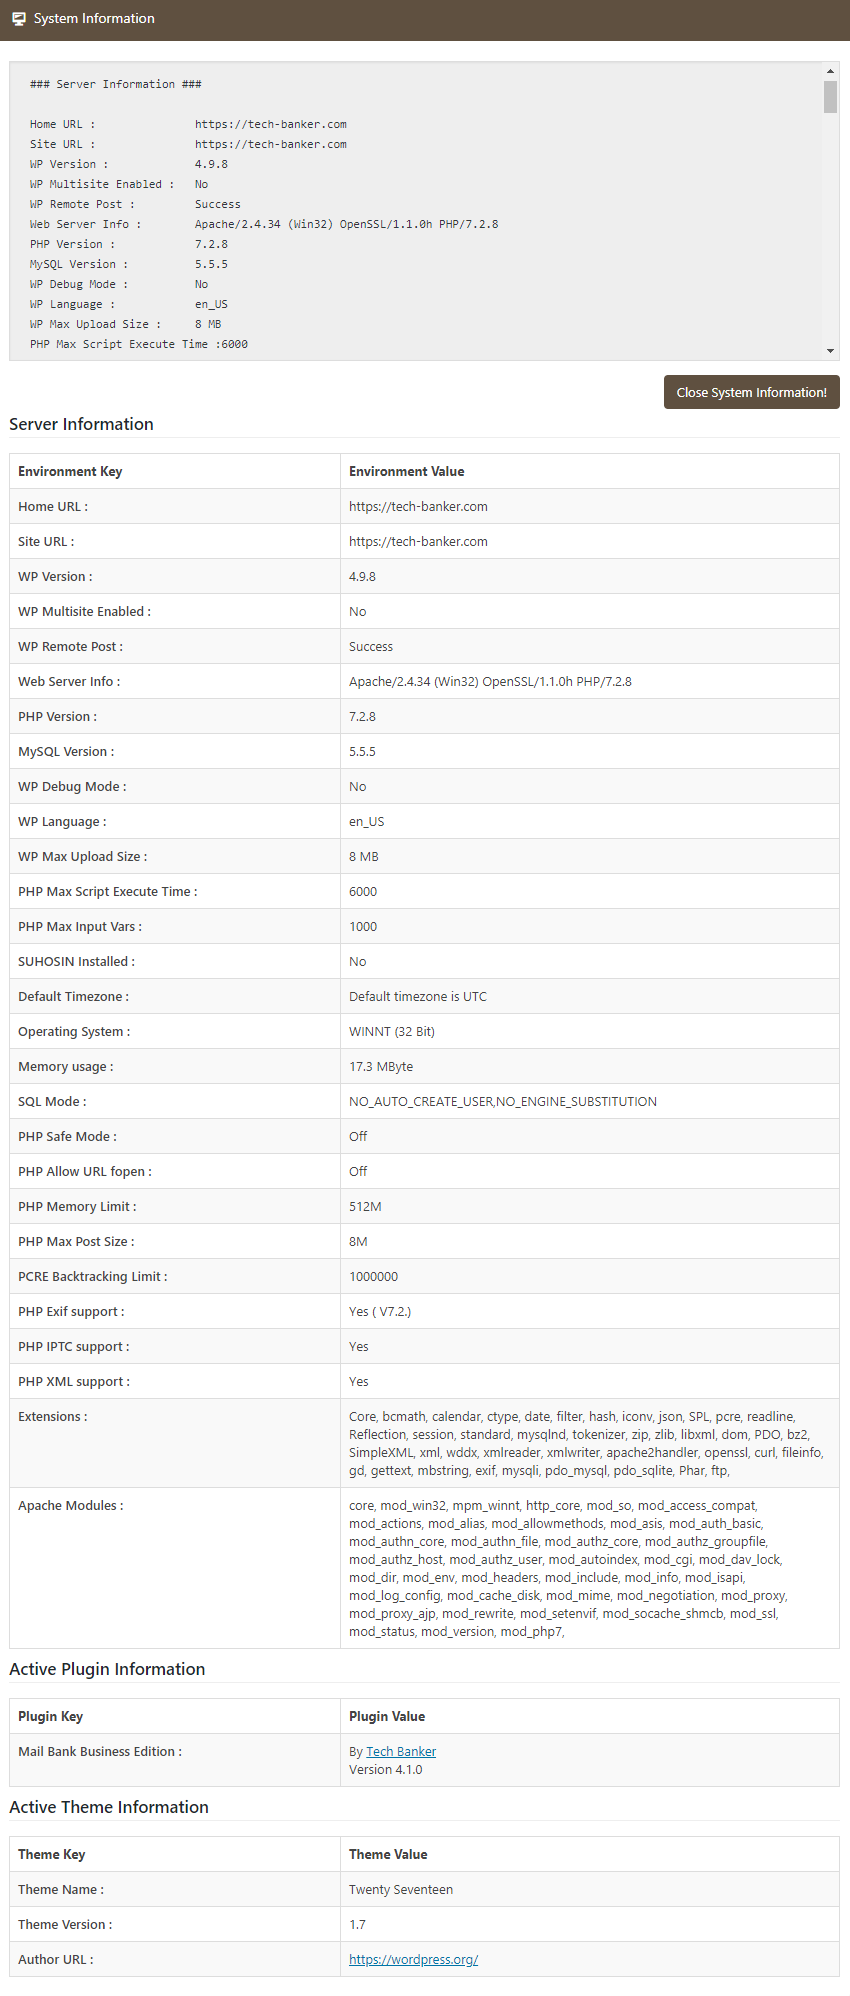 System Information
### Server Information ###
Home URL : https://tech-banker.com
Site URL : https://tech-banker.com
WP Version : 4.9.8
WP Multisite Enabled : No
WP Remote Post : Success
Web Server Info : Apache/2.4.34 (Win32) OpenSSL/1.1.0h PHP/7.2.8
PHP Version : 7.2.8
MySQL Version : 5.5.5
WP Debug Mode : No
WP Language : en_US
WP Max Upload Size : 8 MB
PHP Max Script Execute Time :6000
Close System Information!
Server Information
Environment Key Environment Value
Home URL : https://tech-banker.com
Site URL : https://tech-banker.com
WP Version : 4.9.8
WP Multisite Enabled : No
WP Remote Post : Success
Web Server Info : Apache/2.4.34 (Win32) OpenSSL/1.1.0h PHP/7.2.8
PHP Version : 7.2.8
MySQL Version : 5.5.5
WP Debug Mode : No
WP Language : en_US
WP Max Upload Size : 8 MB
PHP Max Script Execute Time : 6000
PHP Max Input Vars : 1000
SUHOSIN Installed : No
Default Timezone : Default timezone is UTC
Operating System : WINNT (32 Bit)
Memory usage : 17.3 MByte
SQL Mode : NO_AUTO_CREATE_USER,NO_ENGINE_SUBSTITUTION
PHP Safe Mode : Off
PHP Allow URL fopen : Off
PHP Memory Limit : 512M
PHP Max Post Size : 8M
PCRE Backtracking Limit : 1000000
PHP Exif support : Yes ( V7.2.)
PHP IPTC support : Yes
PHP XML support : Yes
Extensions : Core, bcmath, calendar, ctype, date, filter, hash, iconv, json, SPL, pcre, readline,
Reflection, session, standard, mysqlnd, tokenizer, zip, zlib, libxml, dom, PDO, bz2,
SimpleXML, xml, wddx, xmlreader, xmlwriter, apache2handler, openssl, curl, fileinfo,
gd, gettext, mbstring, exif, mysqli, pdo_mysql, pdo_sqlite, Phar, ftp,
Apache Modules : core, mod_win32, mpm_winnt, http_core, mod_so, mod_access_compat,
mod_actions, mod_alias, mod_allowmethods, mod_asis, mod_auth_basic,
mod_authn_core, mod_authn_file, mod_authz_core, mod_authz_groupfile,
mod_authz_host, mod_authz_user, mod_autoindex, mod_cgi, mod_dav_lock,
mod_dir, mod_env, mod_headers, mod_include, mod_info, mod_isapi,
mod_log_config, mod_cache_disk, mod_mime, mod_negotiation, mod_proxy,
mod_proxy_ajp, mod_rewrite, mod_setenvif, mod_socache_shmcb, mod_ssl,
mod_status, mod_version, mod_php7,
Active Plugin Information
Plugin Key Plugin Value
Mail Bank Business Edition : By Tech Banker
Version 4.1.0
Active Theme Information
Theme Key Theme Value
Theme Name : Twenty Seventeen
Theme Version : 1.7
Author URL : https://wordpress.org/